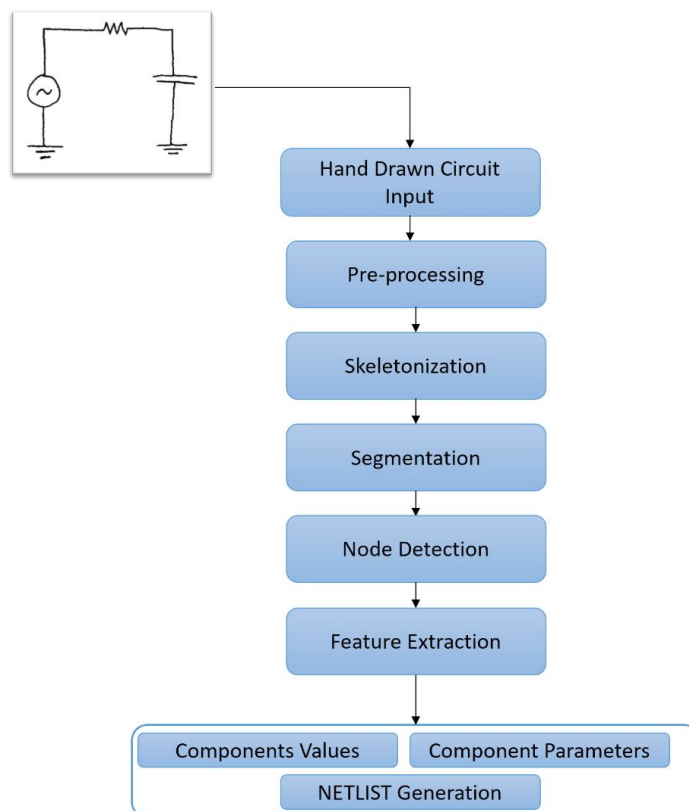 Hand Drawn Circuit
Input
Pre-processing
Skeletonization
Segmentation
Node Detection
Feature Extraction
Components Values
Component Parameters
NETLIST Generation